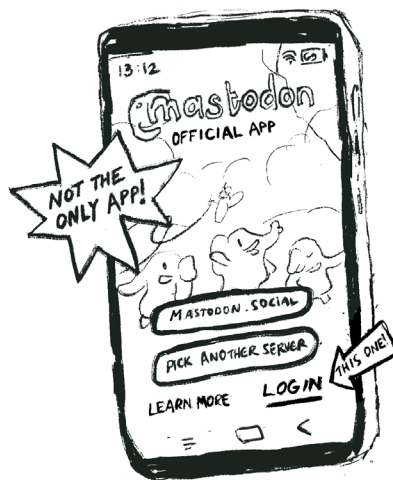 13:12
mastodon
OFFICIAL APP
NOT THE
ONLY APP!
MASTODON.SOCIAL
PICK ANOTHER SERVER
THIS ONE!
LEARN MORE
LOGIN